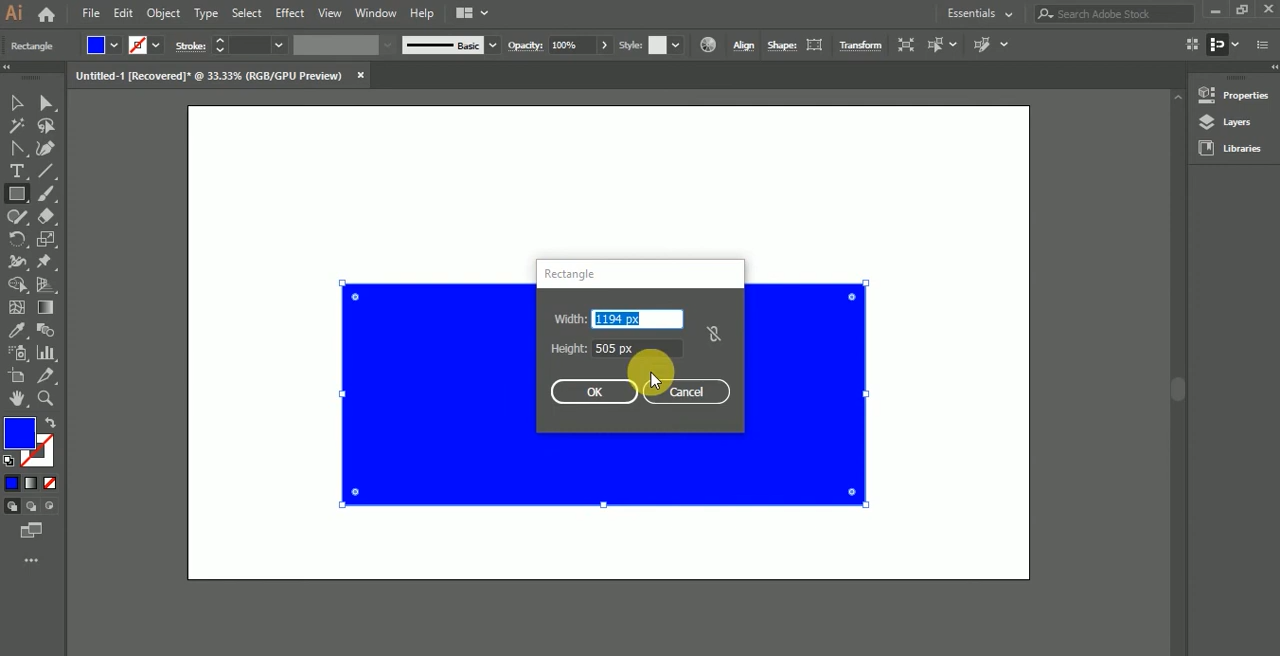 Ai File Edit Object Type Select Effect View Window Help Essentials Search Adobe Stock
Rectangle Stroke: Basic Opacity: 100% Style: Align Shape: Transform
Untitled-1 [Recovered]* @ 33.33% (RGB/GPU Preview)
Properties
Layers
Libraries
Rectangle
Width: 1194 px
Height: 505 px
OK Cancel